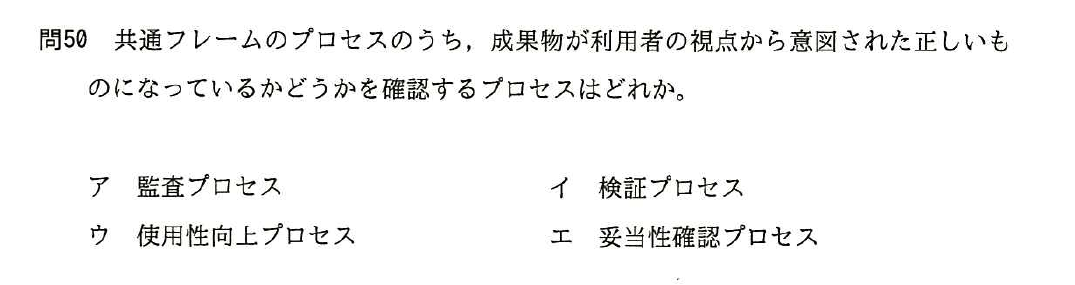 問50　共通フレームのプロセスのうち，成果物が利用者の視点から意図された正しいも
のになっているかどうかを確認するプロセスはどれか。
ア　監査プロセス　イ　検証プロセス
ウ　使用性向上プロセス　エ　妥当性確認プロセス